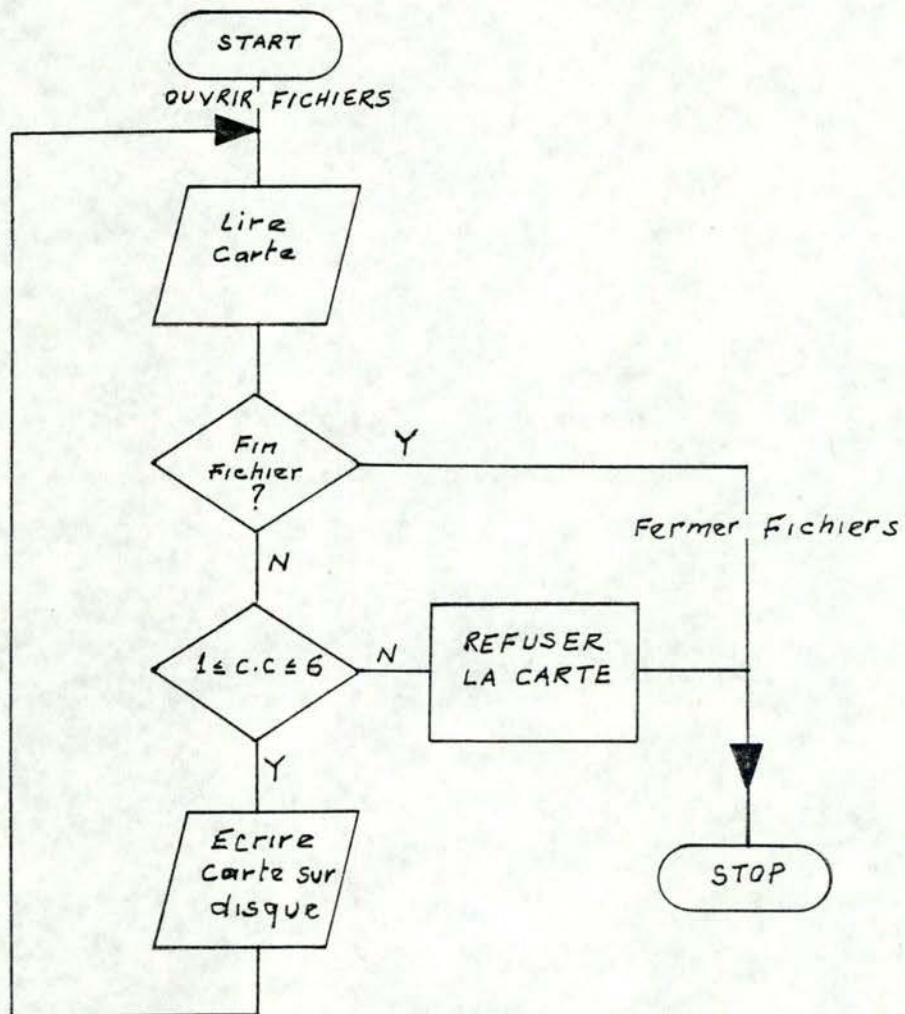 START
OUVRIR FICHIERS
Lire
Carte
Fin
Fichier
?
Y
Fermer Fichiers
N
1 ≤ C.C ≤ 6
N
REFUSER
LA CARTE
Y
Ecrire
Carte sur
disque
STOP